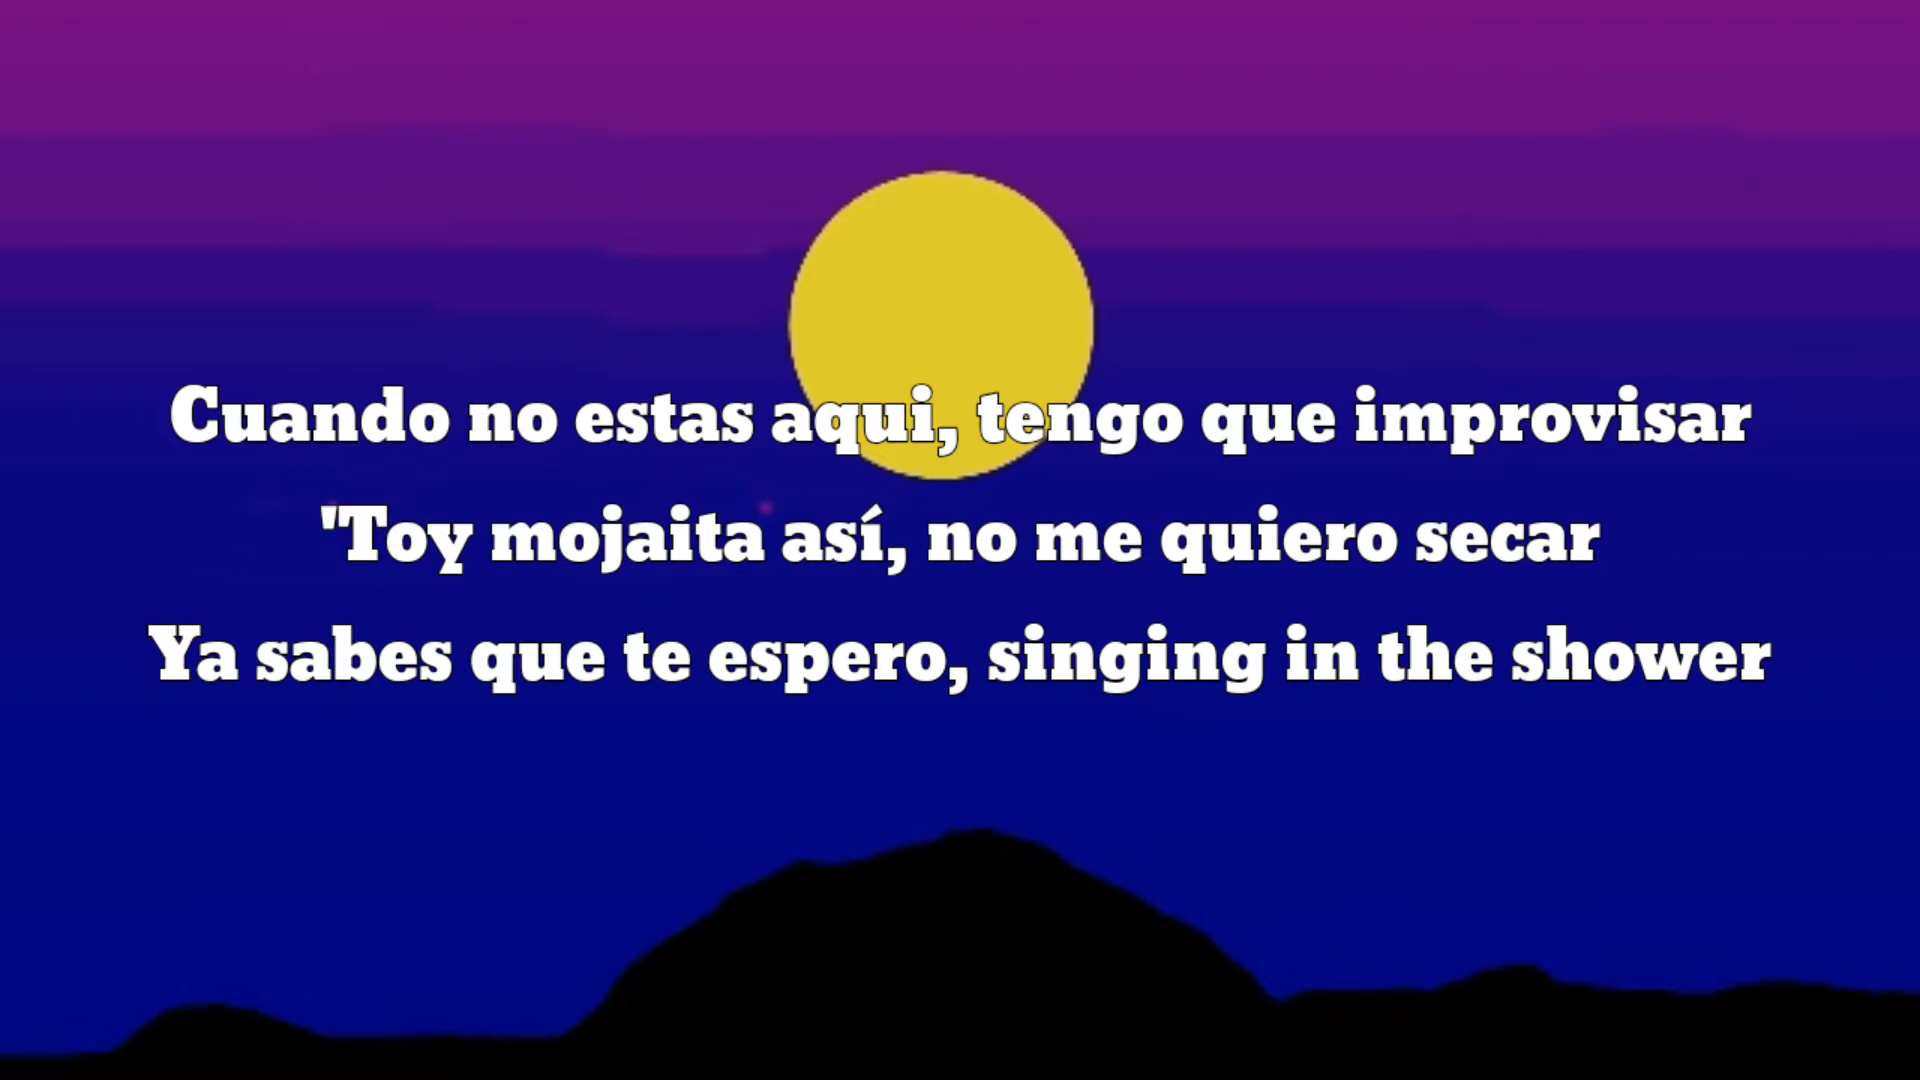 Cuando no estas aqui, tengo que improvisar
'Toy mojaita así, no me quiero secar
Ya sabes que te espero, singing in the shower